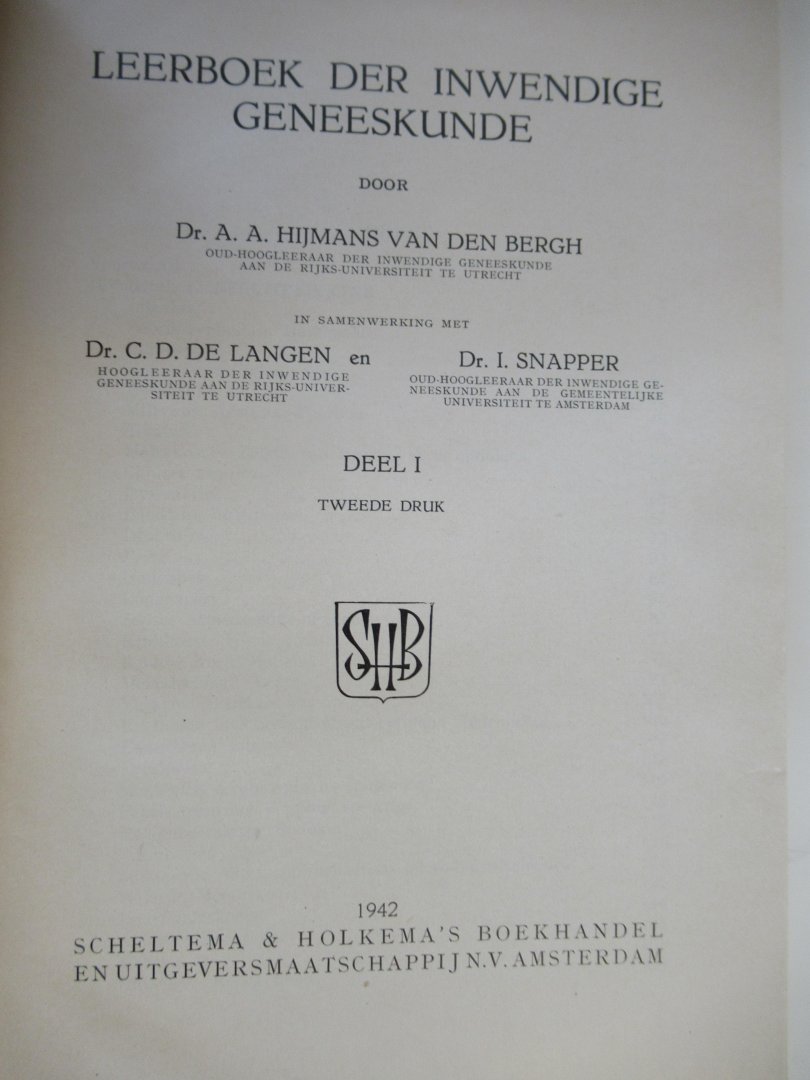 LEERBOEK DER INWENDIGE
GENEESKUNDE
DOOR
Dr. A. A. HIJMANS VAN DEN BERGH
OUD-HOOGLEERAAR DER INWENDIGE GENEESKUNDE
AAN DE RIJKS-UNIVERSITEIT TE UTRECHT
IN SAMENWERKING MET
Dr. C. D. DE LANGEN en
HOOGLEERAAR DER INWENDIGE
GENEESKUNDE AAN DE RIJKS-UNIVER-
SITEIT TE UTRECHT
Dr. I. SNAPPER
OUD-HOOGLEERAAR DER INWENDIGE GE-
NEESKUNDE AAN DE GEMEENTELIJKE
UNIVERSITEIT TE AMSTERDAM
DEEL I
TWEEDE DRUK
SHB
1942
SCHELTEMA & HOLKEMA'S BOEKHANDEL
EN UITGEVERSMAATSCHAPPIJ N.V. AMSTERDAM